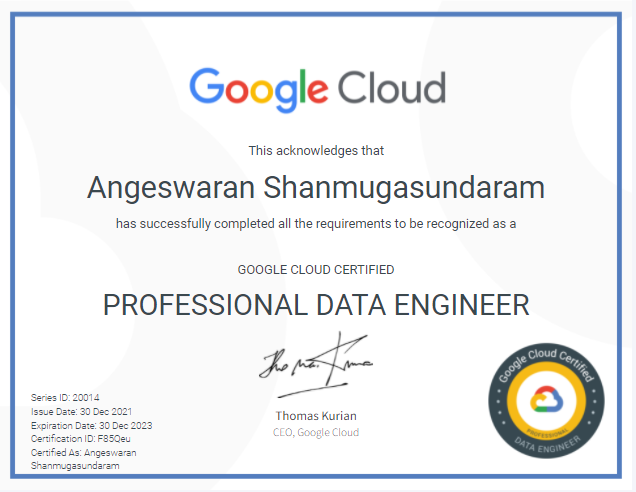 Google Cloud
This acknowledges that
Angeswaran Shanmugasundaram
has successfully completed all the requirements to be recognized as a
GOOGLE CLOUD CERTIFIED
PROFESSIONAL DATA ENGINEER
Thomas Kurian
CEO, Google Cloud
Series ID: 20014
Issue Date: 30 Dec 2021
Expiration Date: 30 Dec 2023
Certification ID: F85Qeu
Certified As: Angeswaran
Shanmugasundaram
Google Cloud Certified
PROFESSIONAL
DATA ENGINEER